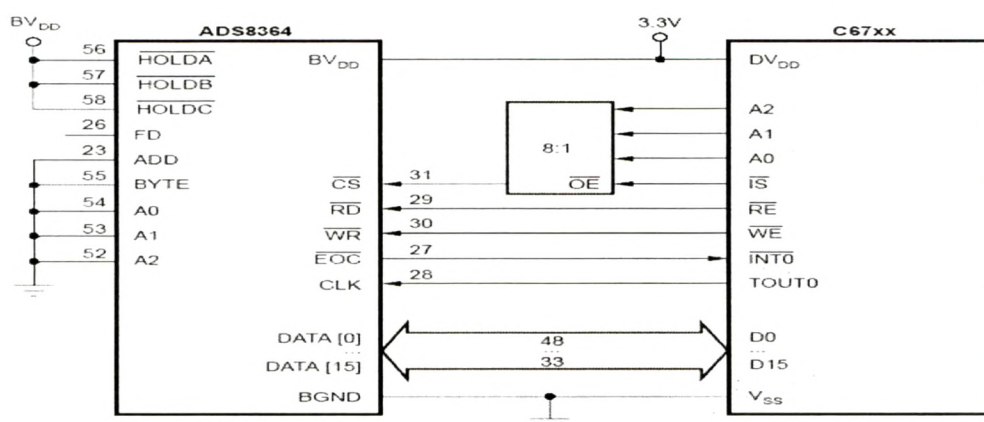 BVDD
ADS8364
3.3V
C67xx
56
HOLDA
BVDD
DVDD
57
HOLDB
58
HOLDC
A2
26
FD
A1
23
ADD
8:1
A0
55
BYTE
CS
31
OE
IS
54
A0
RD
29
RE
53
A1
WR
30
WE
52
A2
EOC
27
INT0
CLK
28
TOUT0
DATA [0]
48
D0
...
...
...
DATA [15]
33
D15
BGND
VSS